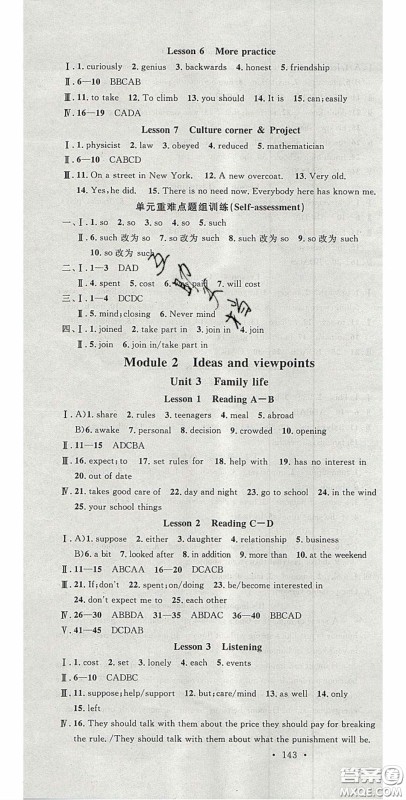 Lesson 6 More practice
Ⅰ. 1. curiously 2. genius 3. backwards 4. honest 5. friendship
Ⅱ. 6—10 BBCAB
Ⅲ. 11. to take 12. To climb 13. you should 14. It is 15. can; easily
Ⅳ. 16—19 CADA
Lesson 7 Culture corner & Project
Ⅰ. 1. physicist 2. law 3. obeyed 4. reduced 5. mathematician
Ⅱ. 6—10 CABCD
Ⅲ. 11. On a street in New York. 12. A new overcoat. 13. Very old.
14. Yes, he did. 15. There is no need now. Everybody here has known me.
单元重难点题组训练(Self-assessment)
一、Ⅰ. 1. so 2. so 3. so 4. such 5. so
Ⅱ. 6. such 改为 so 7. so 改为 such 8. so 改为 such
二、Ⅰ. 1—3 DAD
Ⅱ. 4. spent 5. cost 6. paid 7. will cost
三、Ⅰ. 1—4 DCDC
Ⅱ. 5. mind; closing 6. Never mind
四、Ⅰ. 1. joined 2. take part in 3. join in 4. join
Ⅱ. 5. join 6. join in/take part in
Module 2 Ideas and viewpoints
Unit 3 Family life
Lesson 1 Reading A—B
Ⅰ. A) 1. share 2. rules 3. teenagers 4. meal 5. abroad
B) 6. awake 7. personal 8. decision 9. crowded 10. whose
Ⅱ. 11—15 ADCBA
Ⅲ. 16. expect; to 17. set rules for 18. help with 19. has no interest in
20. out of date
Ⅳ. 21. takes good care of 22. day and night 23. go to school 24. in the wind
25. your school things
Lesson 2 Reading C—D
Ⅰ. A) 1. suppose 2. either 3. daughter 4. relationship 5. business
B) 6. a bit 7. looked after 8. in addition 9. except to 10. at the table
Ⅱ. 11—15 ABCAA 16—20 CABCD
Ⅲ. 21. If; don't 22. spent; on/doing 23. be/become interested in
24. don't expect me to 25. miss doing
Ⅳ. 26—30 ABBDA 31—35 ABDAC 36—40 BBCAD
Ⅴ. 41—45 DCDAB
Lesson 3 Listening
Ⅰ. 1. cost 2. set 3. lonely 4. each 5. events
Ⅱ. 6—10 CADBC
Ⅲ. 11. suppose; help/support 12. but; care/mind 13. as well 14. only
15. left
Ⅳ. 16. They should talk with them about the price they should pay for breaking
the rule. /They should talk with them about what the punishment will be.
· 143 ·